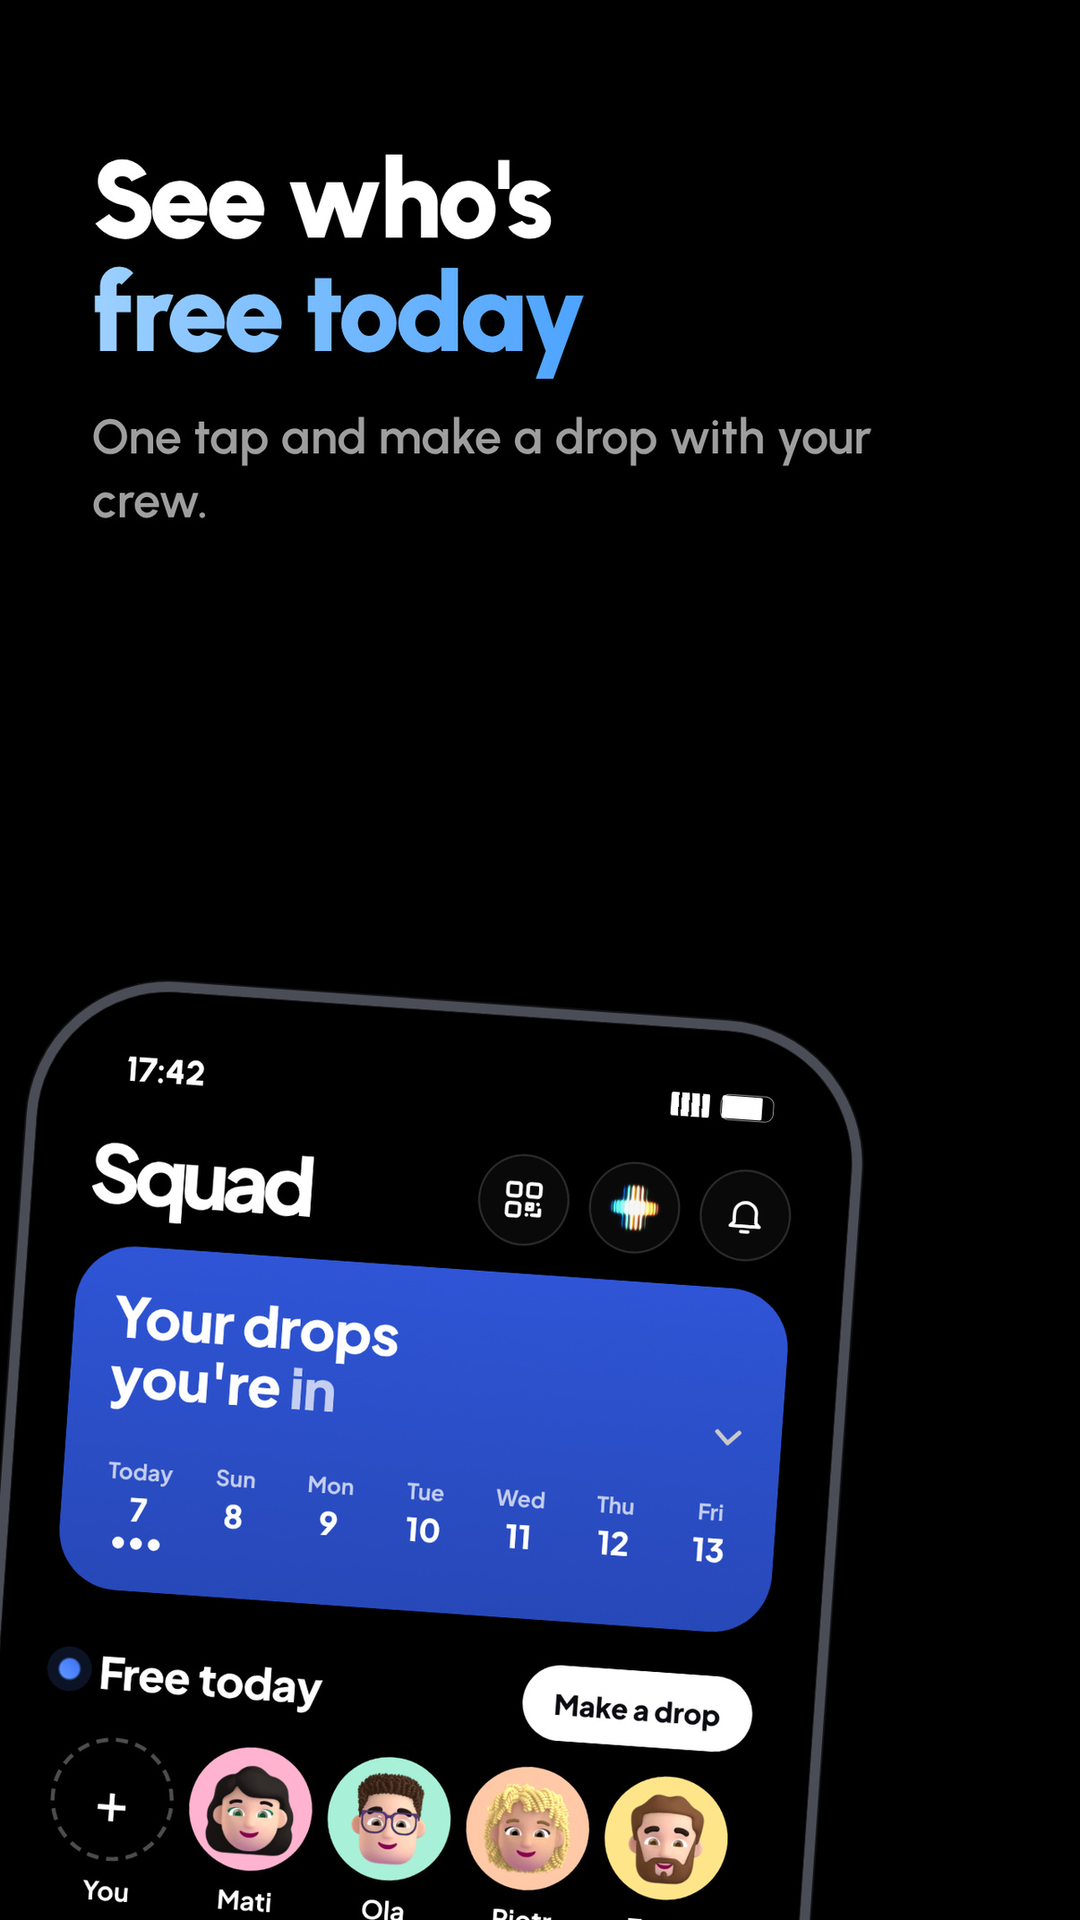 See who's
free today
One tap and make a drop with your
crew.
17:42
Squad
Your drops
you're in
Today Sun Mon Tue Wed Thu Fri
7 8 9 10 11 12 13
Free today
Make a drop
You Mati Ola Piotr